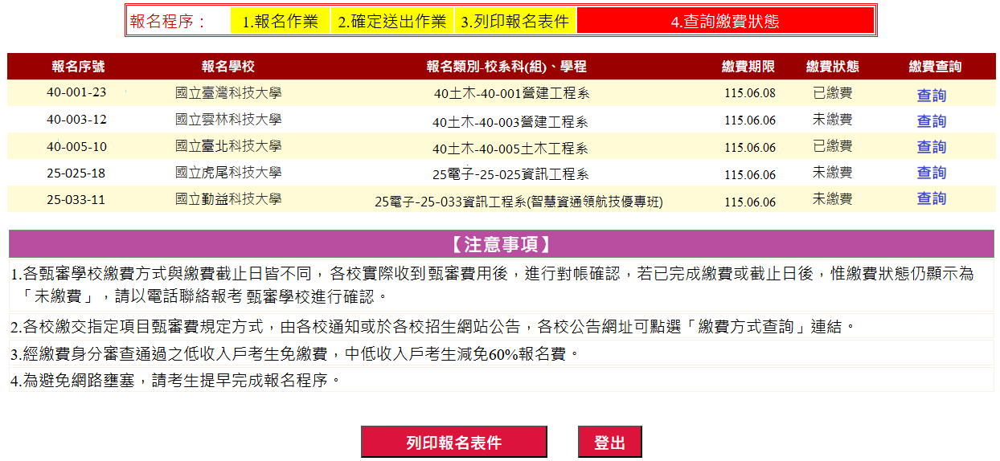 報名程序： 1.報名作業 2.確定送出作業 3.列印報名表件 4.查詢繳費狀態
報名序號 報名學校 報名類別-校系科(組)、學程 繳費期限 繳費狀態 繳費查詢
40-001-23 國立臺灣科技大學 40土木-40-001營建工程系 115.06.08 已繳費 查詢
40-003-12 國立雲林科技大學 40土木-40-003營建工程系 115.06.06 未繳費 查詢
40-005-10 國立臺北科技大學 40土木-40-005土木工程系 115.06.06 已繳費 查詢
25-025-18 國立虎尾科技大學 25電子-25-025資訊工程系 115.06.06 未繳費 查詢
25-033-11 國立勤益科技大學 25電子-25-033資訊工程系(智慧資通領航技優專班) 115.06.06 未繳費 查詢
【注意事項】
1.各甄審學校繳費方式與繳費截止日皆不同，各校實際收到甄審費用後，進行對帳確認，若已完成繳費或截止日後，惟繳費狀態仍顯示為
「未繳費」，請以電話聯絡報考 甄審學校進行確認。
2.各校繳交指定項目甄審費規定方式，由各校通知或於各校招生網站公告，各校公告網址可點選「繳費方式查詢」連結。
3.經繳費身分審查通過之低收入戶考生免繳費，中低收入戶考生減免60%報名費。
4.為避免網路壅塞，請考生提早完成報名程序。
列印報名表件 登出